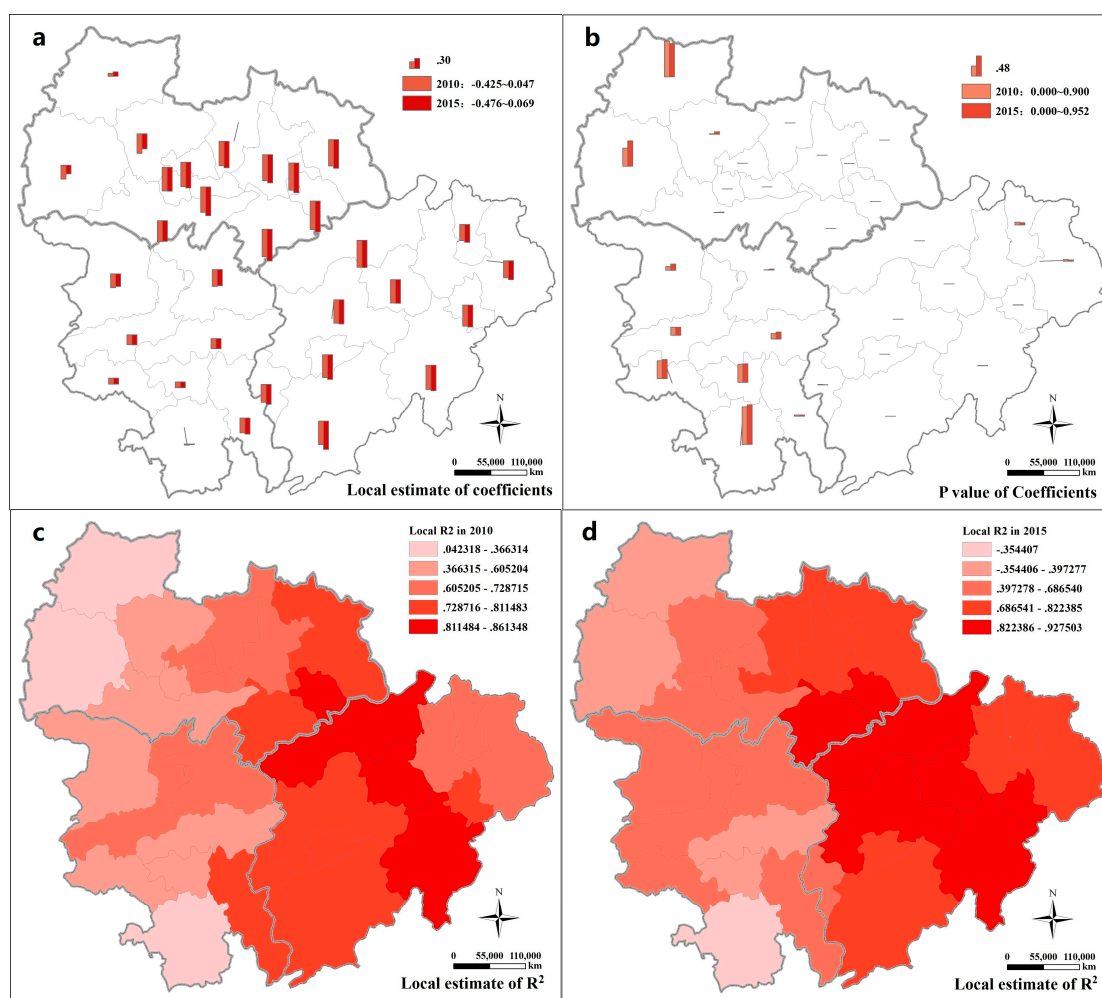 a
.30
2010: -0.425~0.047
2015: -0.476~0.069
N
0 55,000 110,000
km
Local estimate of coefficients
b
.48
2010: 0.000~0.900
2015: 0.000~0.952
N
0 55,000 110,000
km
P value of Coefficients
c
Local R2 in 2010
.042318 - .366314
.366315 - .605204
.605205 - .728715
.728716 - .811483
.811484 - .861348
N
0 55,000 110,000
km
Local estimate of R²
d
Local R2 in 2015
-.354407
-.354406 - .397277
.397278 - .686540
.686541 - .822385
.822386 - .927503
N
0 55,000 110,000
km
Local estimate of R²